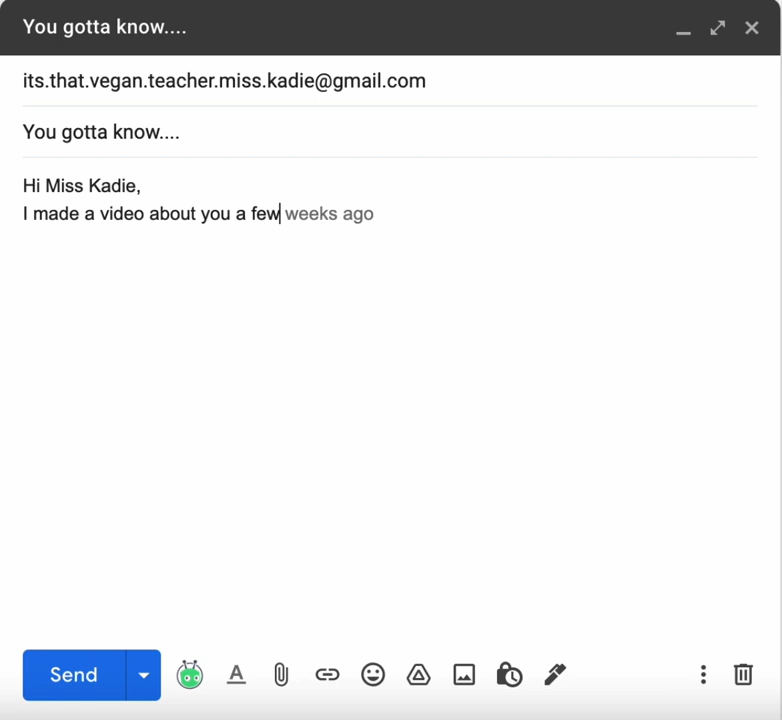 You gotta know....
its.that.vegan.teacher.miss.kadie@gmail.com
You gotta know....
Hi Miss Kadie,
I made a video about you a few weeks ago
Send
A